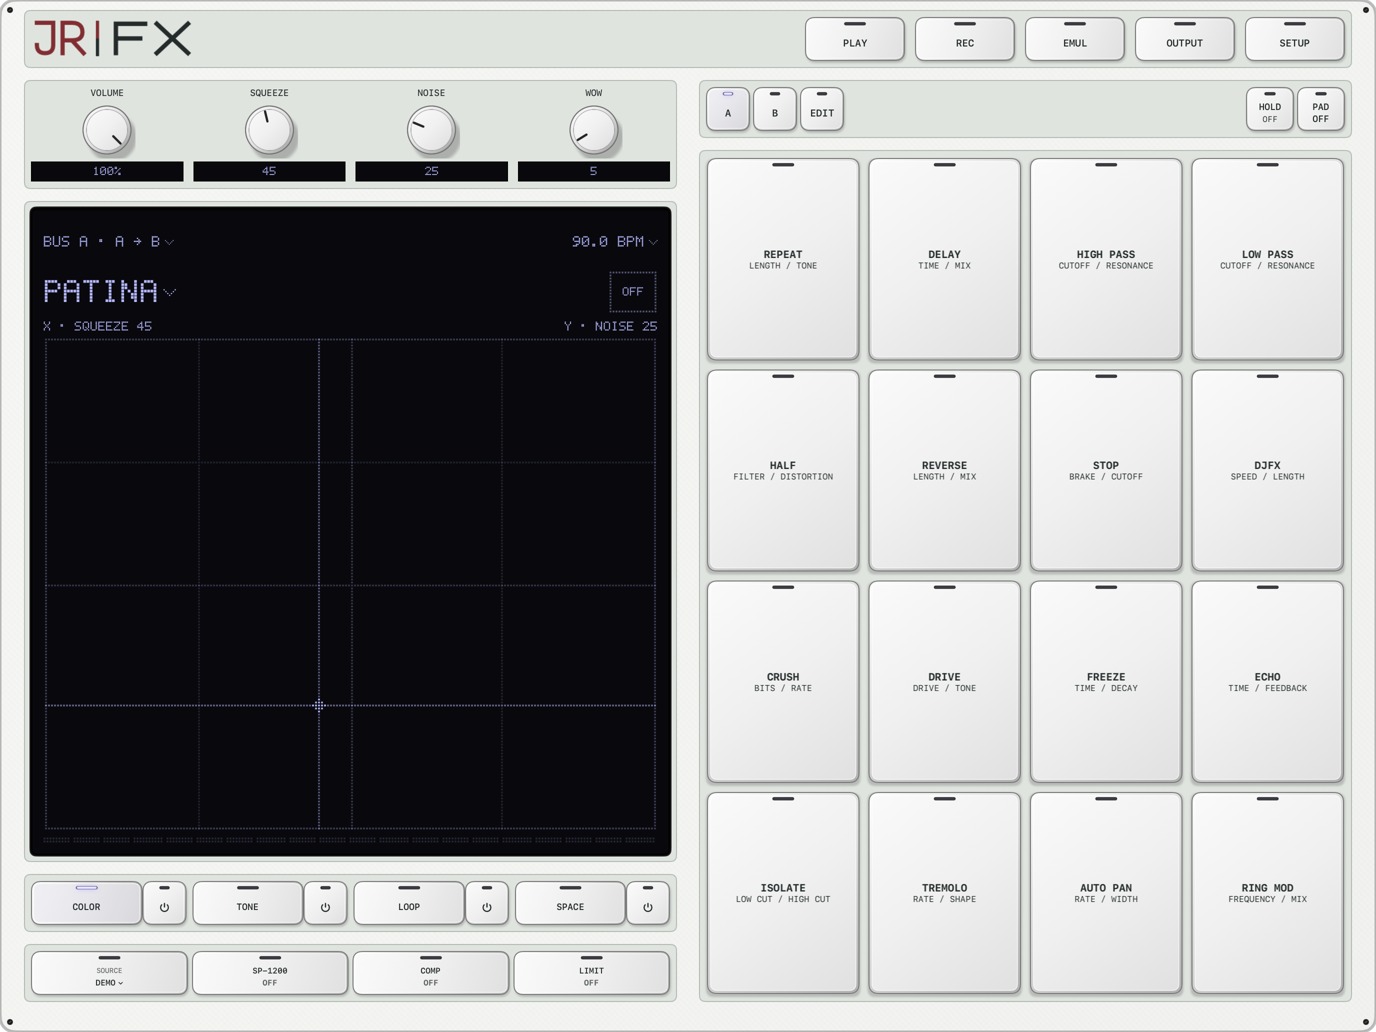 JR|FX
PLAY
REC
EMUL
OUTPUT
SETUP
VOLUME
SQUEEZE
NOISE
WOW
100%
45
25
5
A
B
EDIT
HOLD
OFF
PAD
OFF
BUS A · A → B
90.0 BPM
PATINA
OFF
X · SQUEEZE 45
Y · NOISE 25
REPEAT
LENGTH / TONE
DELAY
TIME / MIX
HIGH PASS
CUTOFF / RESONANCE
LOW PASS
CUTOFF / RESONANCE
HALF
FILTER / DISTORTION
REVERSE
LENGTH / MIX
STOP
BRAKE / CUTOFF
DJFX
SPEED / LENGTH
CRUSH
BITS / RATE
DRIVE
DRIVE / TONE
FREEZE
TIME / DECAY
ECHO
TIME / FEEDBACK
ISOLATE
LOW CUT / HIGH CUT
TREMOLO
RATE / SHAPE
AUTO PAN
RATE / WIDTH
RING MOD
FREQUENCY / MIX
COLOR
TONE
LOOP
SPACE
SOURCE
DEMO
SP-1200
OFF
COMP
OFF
LIMIT
OFF